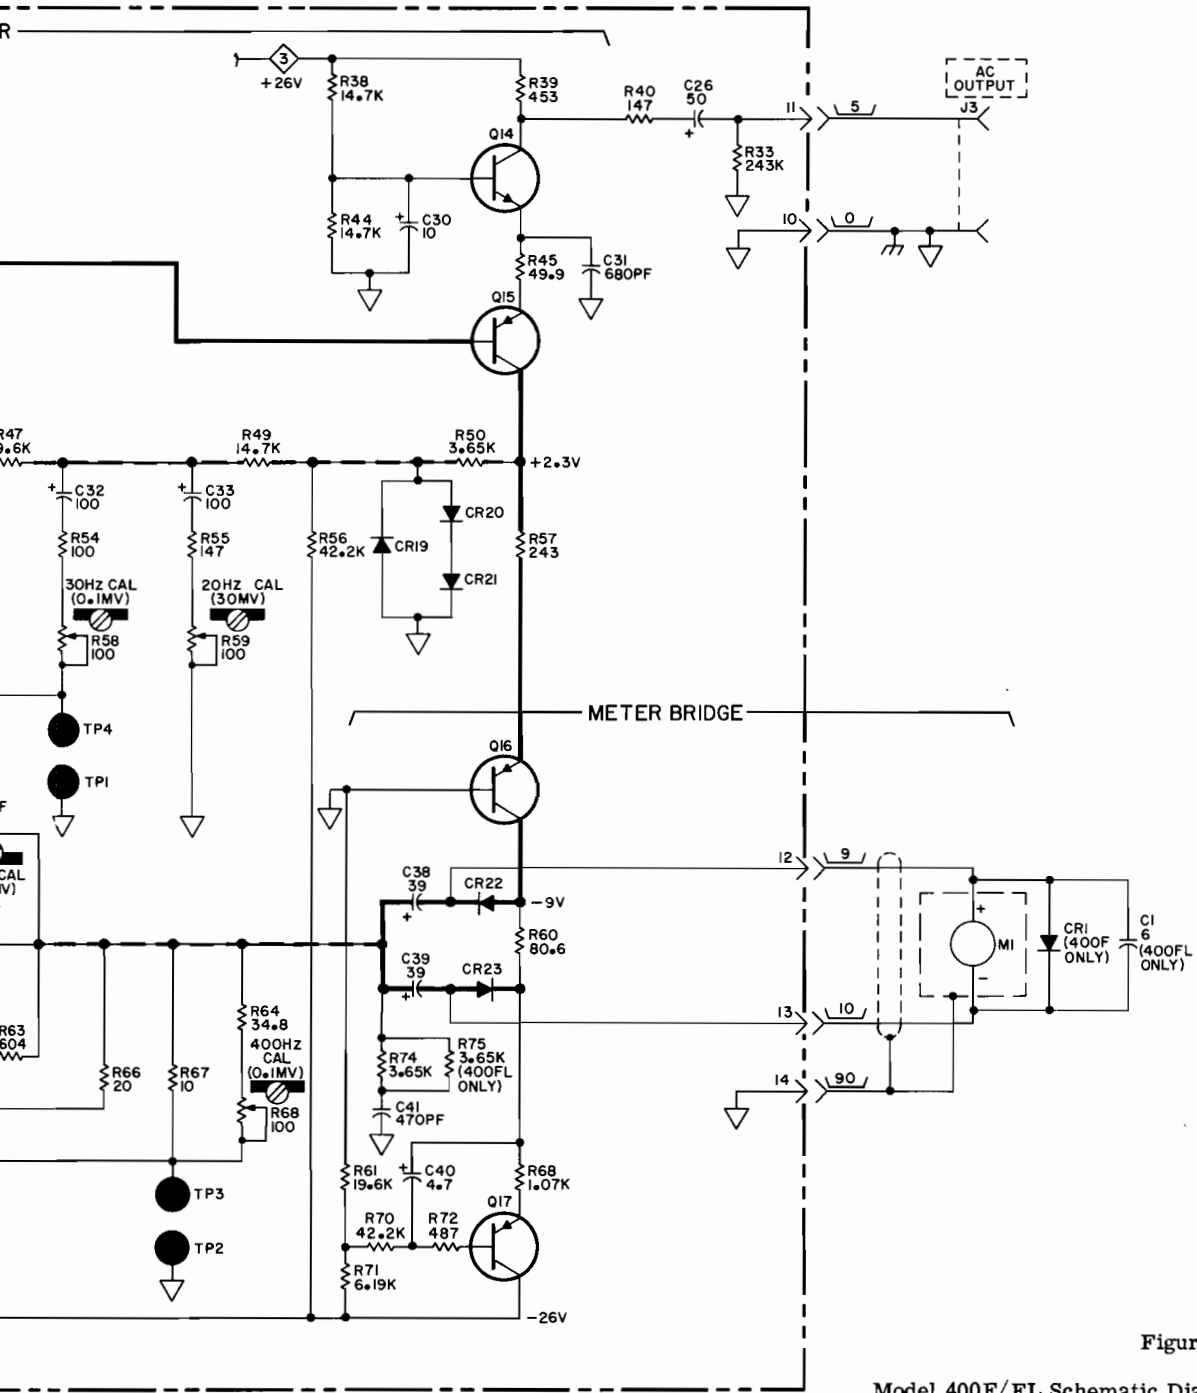 R
3
+26V
R38
14.7K
R39
453
R40
147
C26
50
+
11
5
AC
OUTPUT
J3
Q14
R33
243K
R44
14.7K
+
C30
10
10
0
R45
49.9
C31
680PF
Q15
R47
9.6K
R49
14.7K
R50
3.65K
+2.3V
+
C32
100
+
C33
100
R54
100
R55
147
R56
42.2K
CR19
CR20
CR21
R57
243
30HZ CAL
(0.1MV)
20HZ CAL
(30MV)
R58
100
R59
100
TP4
TP1
METER BRIDGE
Q16
F
CAL
IV)
C38
39
+
CR22
-9V
12
9
R60
80.6
C39
39
+
CR23
+
M1
-
CR1
(400F
ONLY)
C1
6
(400FL
ONLY)
13
10
R63
604
R64
34.8
400HZ
CAL
(0.1MV)
R66
20
R67
10
R68
100
R74
3.65K
R75
3.65K
(400FL
ONLY)
C41
470PF
14
90
TP3
TP2
R61
19.6K
+
C40
4.7
R68
1.07K
Q17
R70
42.2K
R72
487
R71
6.19K
-26V
Figur
Model 400F/FL Schematic Dia